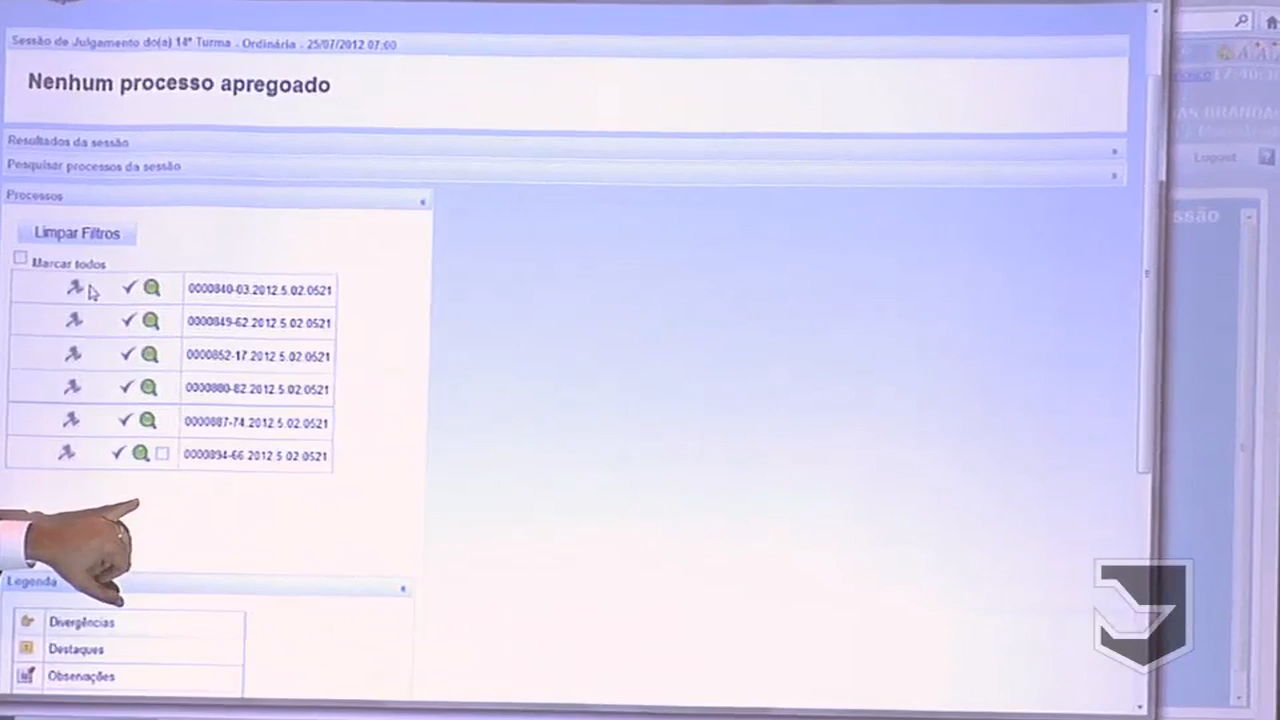 Sessão de Julgamento do(a) 14ª Turma - Ordinária - 25/07/2012 07:00
Nenhum processo apregoado
Resultados da sessão
Pesquisar processos da sessão
Processos
Limpar Filtros
Marcar todos
0000840-03.2012.5.02.0521
0000849-62.2012.5.02.0521
0000852-17.2012.5.02.0521
0000880-82.2012.5.02.0521
0000887-74.2012.5.02.0521
0000894-66.2012.5.02.0521
Legenda
Divergências
Destaques
Observações
Logout
ssão